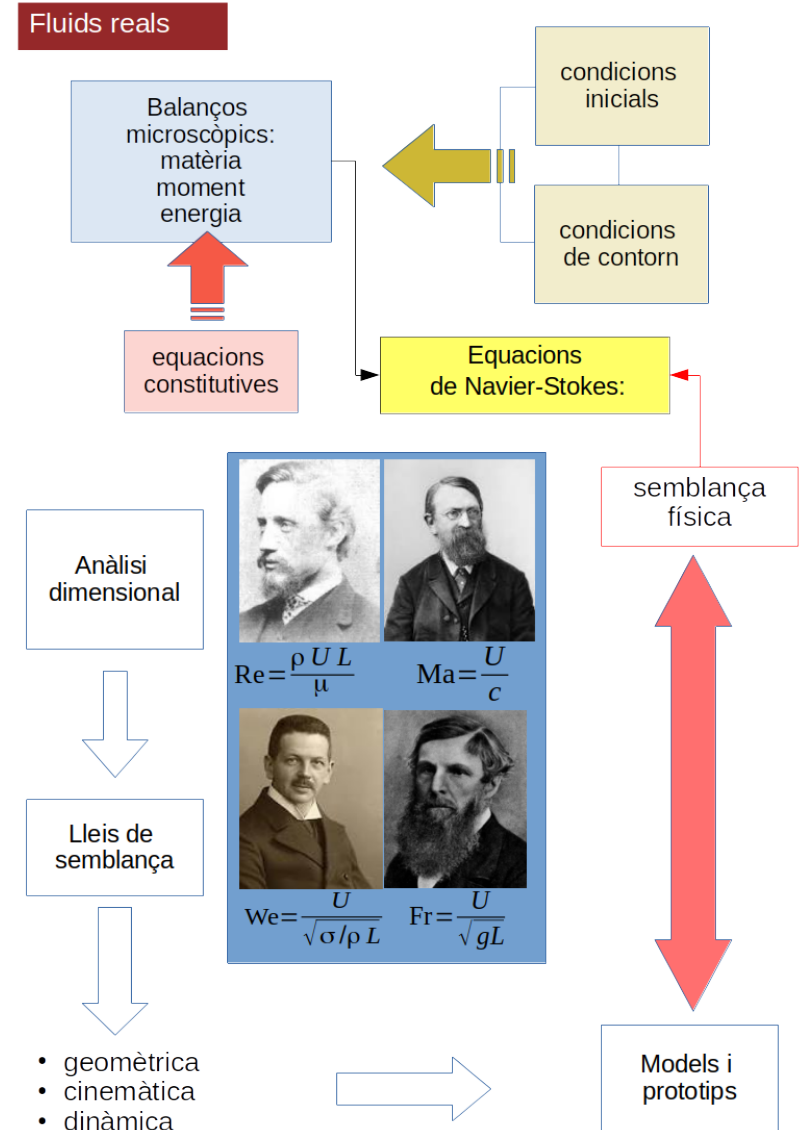 Fluids reals
Balanços
microscòpics:
matèria
moment
energia
condicions
inicials
condicions
de contorn
equacions
constitutives
Equacions
de Navier-Stokes:
semblança
física
Anàlisi
dimensional
Re=ρ U L/μ
Ma=U/c
Lleis de
semblança
We=U/√σ/ρ L
Fr=U/√gL
• geomètrica
• cinemàtica
• dinàmica
Models i
prototips